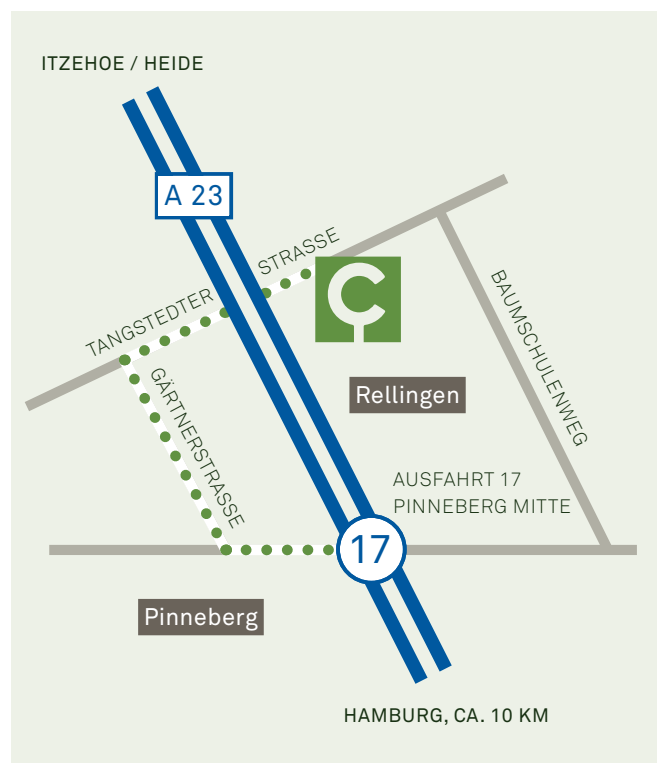 ITZEHOE / HEIDE
A 23
TANGSTEDTER STRASSE
GÄRTNERSTRASSE
BAUMSCHULENWEG
Rellingen
AUSFAHRT 17
PINNEBERG MITTE
17
Pinneberg
HAMBURG, CA. 10 KM